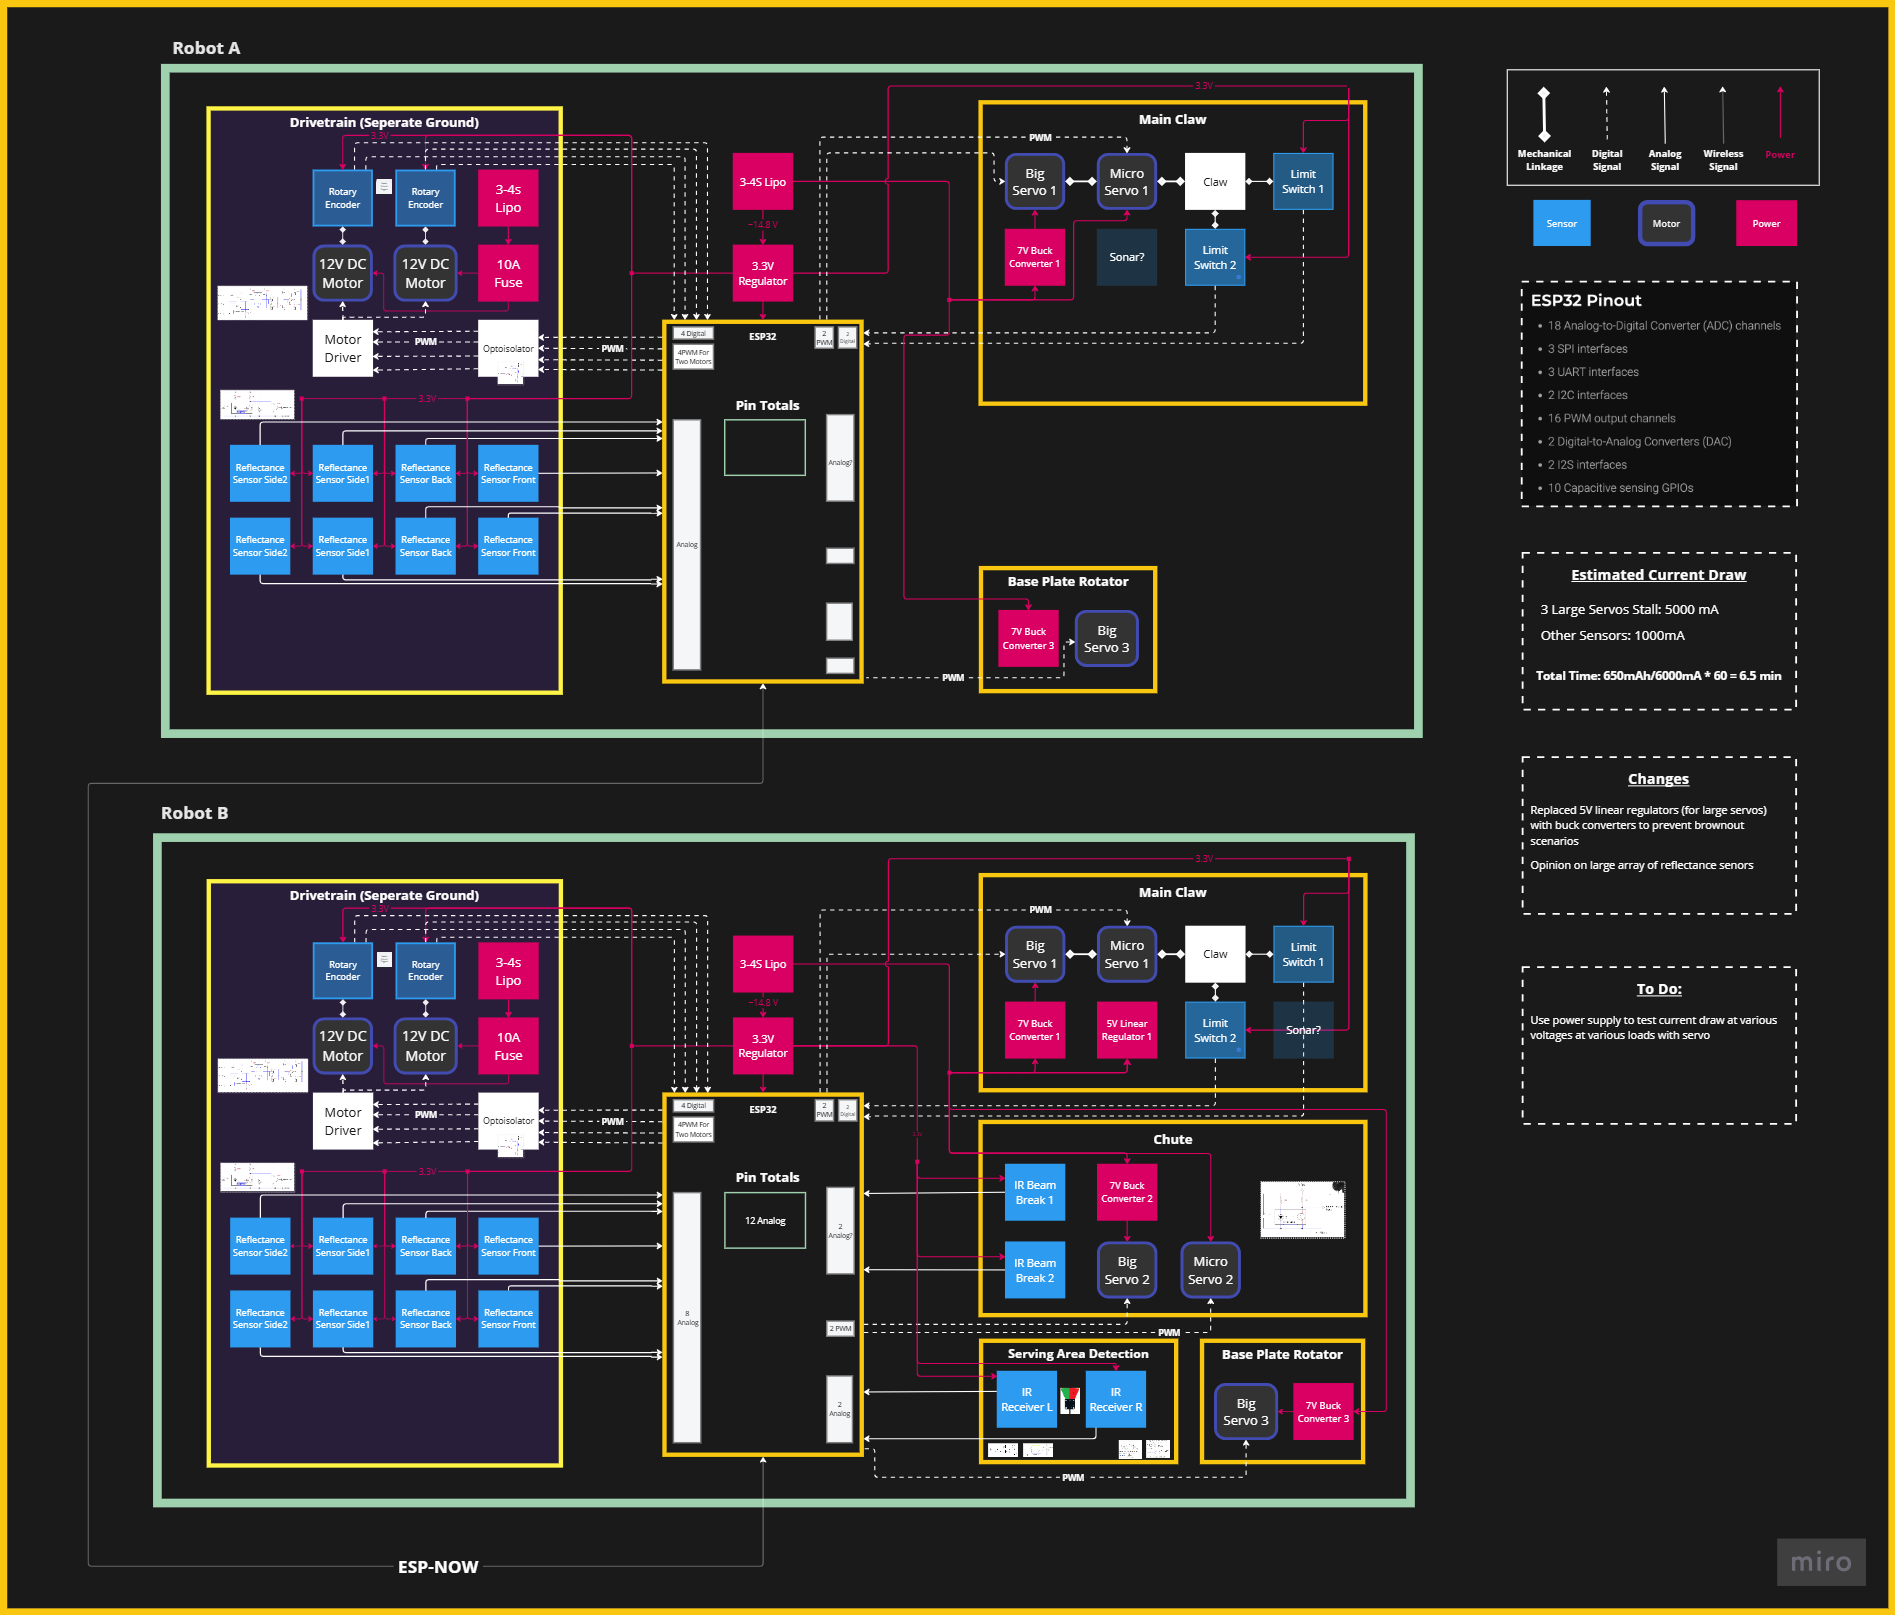 Robot A
Drivetrain (Seperate Ground)
3.3V
Rotary
Encoder
Rotary
Encoder
3-4s
Lipo
12V DC
Motor
12V DC
Motor
10A
Fuse
Motor
Driver
PWM
Optoisolator
PWM
3.3V
Reflectance
Sensor Side2
Reflectance
Sensor Side1
Reflectance
Sensor Back
Reflectance
Sensor Front
Reflectance
Sensor Side2
Reflectance
Sensor Side1
Reflectance
Sensor Back
Reflectance
Sensor Front
3-4S Lipo
~14.8 V
3.3V
Regulator
ESP32
4 Digital
4PWM For
Two Motors
2
PWM
2
Digital
Pin Totals
Analog
Analog?
3.3V
Main Claw
PWM
Big
Servo 1
Micro
Servo 1
Claw
Limit
Switch 1
7V Buck
Converter 1
Sonar?
Limit
Switch 2
Base Plate Rotator
7V Buck
Converter 3
Big
Servo 3
PWM
Mechanical
Linkage
Digital
Signal
Analog
Signal
Wireless
Signal
Power
Sensor
Motor
Power
ESP32 Pinout
• 18 Analog-to-Digital Converter (ADC) channels
• 3 SPI interfaces
• 3 UART interfaces
• 2 I2C interfaces
• 16 PWM output channels
• 2 Digital-to-Analog Converters (DAC)
• 2 I2S interfaces
• 10 Capacitive sensing GPIOs
Estimated Current Draw
3 Large Servos Stall: 5000 mA
Other Sensors: 1000mA
Total Time: 650mAh/6000mA * 60 = 6.5 min
Changes
Replaced 5V linear regulators (for large servos)
with buck converters to prevent brownout
scenarios
Opinion on large array of reflectance senors
To Do:
Use power supply to test current draw at various
voltages at various loads with servo
Robot B
Drivetrain (Seperate Ground)
3.3V
Rotary
Encoder
Rotary
Encoder
3-4s
Lipo
12V DC
Motor
12V DC
Motor
10A
Fuse
Motor
Driver
PWM
Optoisolator
PWM
3.3V
Reflectance
Sensor Side2
Reflectance
Sensor Side1
Reflectance
Sensor Back
Reflectance
Sensor Front
Reflectance
Sensor Side2
Reflectance
Sensor Side1
Reflectance
Sensor Back
Reflectance
Sensor Front
3-4S Lipo
~14.8 V
3.3V
Regulator
ESP32
4 Digital
4PWM For
Two Motors
2
PWM
2
Digital
Pin Totals
12 Analog
8
Analog
2
Analog?
2 PWM
2
Analog
3.3V
Main Claw
PWM
Big
Servo 1
Micro
Servo 1
Claw
Limit
Switch 1
7V Buck
Converter 1
5V Linear
Regulator 1
Limit
Switch 2
Sonar?
Chute
IR Beam
Break 1
7V Buck
Converter 2
IR Beam
Break 2
Big
Servo 2
Micro
Servo 2
PWM
Serving Area Detection
IR
Receiver L
IR
Receiver R
Base Plate Rotator
Big
Servo 3
7V Buck
Converter 3
PWM
ESP-NOW
miro